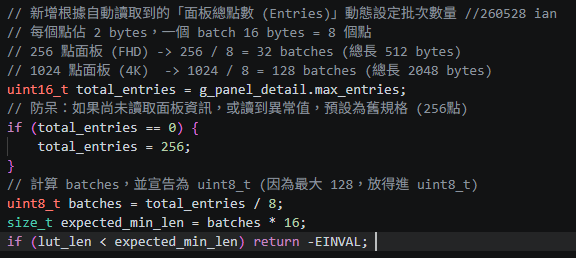 // 新增根據自動讀取到的「面板總點數 (Entries)」動態設定批次數量 //260528 ian
// 每個點佔 2 bytes，一個 batch 16 bytes = 8 個點
// 256 點面板 (FHD) -> 256 / 8 = 32 batches (總長 512 bytes)
// 1024 點面板 (4K)  -> 1024 / 8 = 128 batches (總長 2048 bytes)
uint16_t total_entries = g_panel_detail.max_entries;
// 防呆：如果尚未讀取面板資訊，或讀到異常值，預設為舊規格 (256點)
if (total_entries == 0) {
    total_entries = 256;
}
// 計算 batches，並宣告為 uint8_t (因為最大 128，放得進 uint8_t)
uint8_t batches = total_entries / 8;
size_t expected_min_len = batches * 16;
if (lut_len < expected_min_len) return -EINVAL;